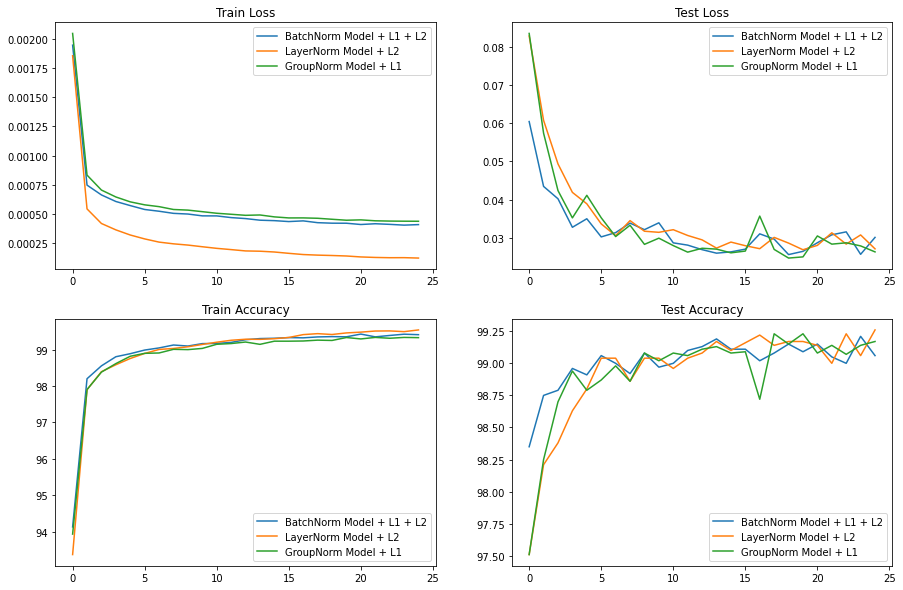 Train Loss
0.00200
0.00175
0.00150
0.00125
0.00100
0.00075
0.00050
0.00025
BatchNorm Model + L1 + L2
LayerNorm Model + L2
GroupNorm Model + L1
0 5 10 15 20 25
Test Loss
0.08
0.07
0.06
0.05
0.04
0.03
BatchNorm Model + L1 + L2
LayerNorm Model + L2
GroupNorm Model + L1
0 5 10 15 20 25
Train Accuracy
99
98
97
96
95
94
BatchNorm Model + L1 + L2
LayerNorm Model + L2
GroupNorm Model + L1
0 5 10 15 20 25
Test Accuracy
99.25
99.00
98.75
98.50
98.25
98.00
97.75
97.50
BatchNorm Model + L1 + L2
LayerNorm Model + L2
GroupNorm Model + L1
0 5 10 15 20 25